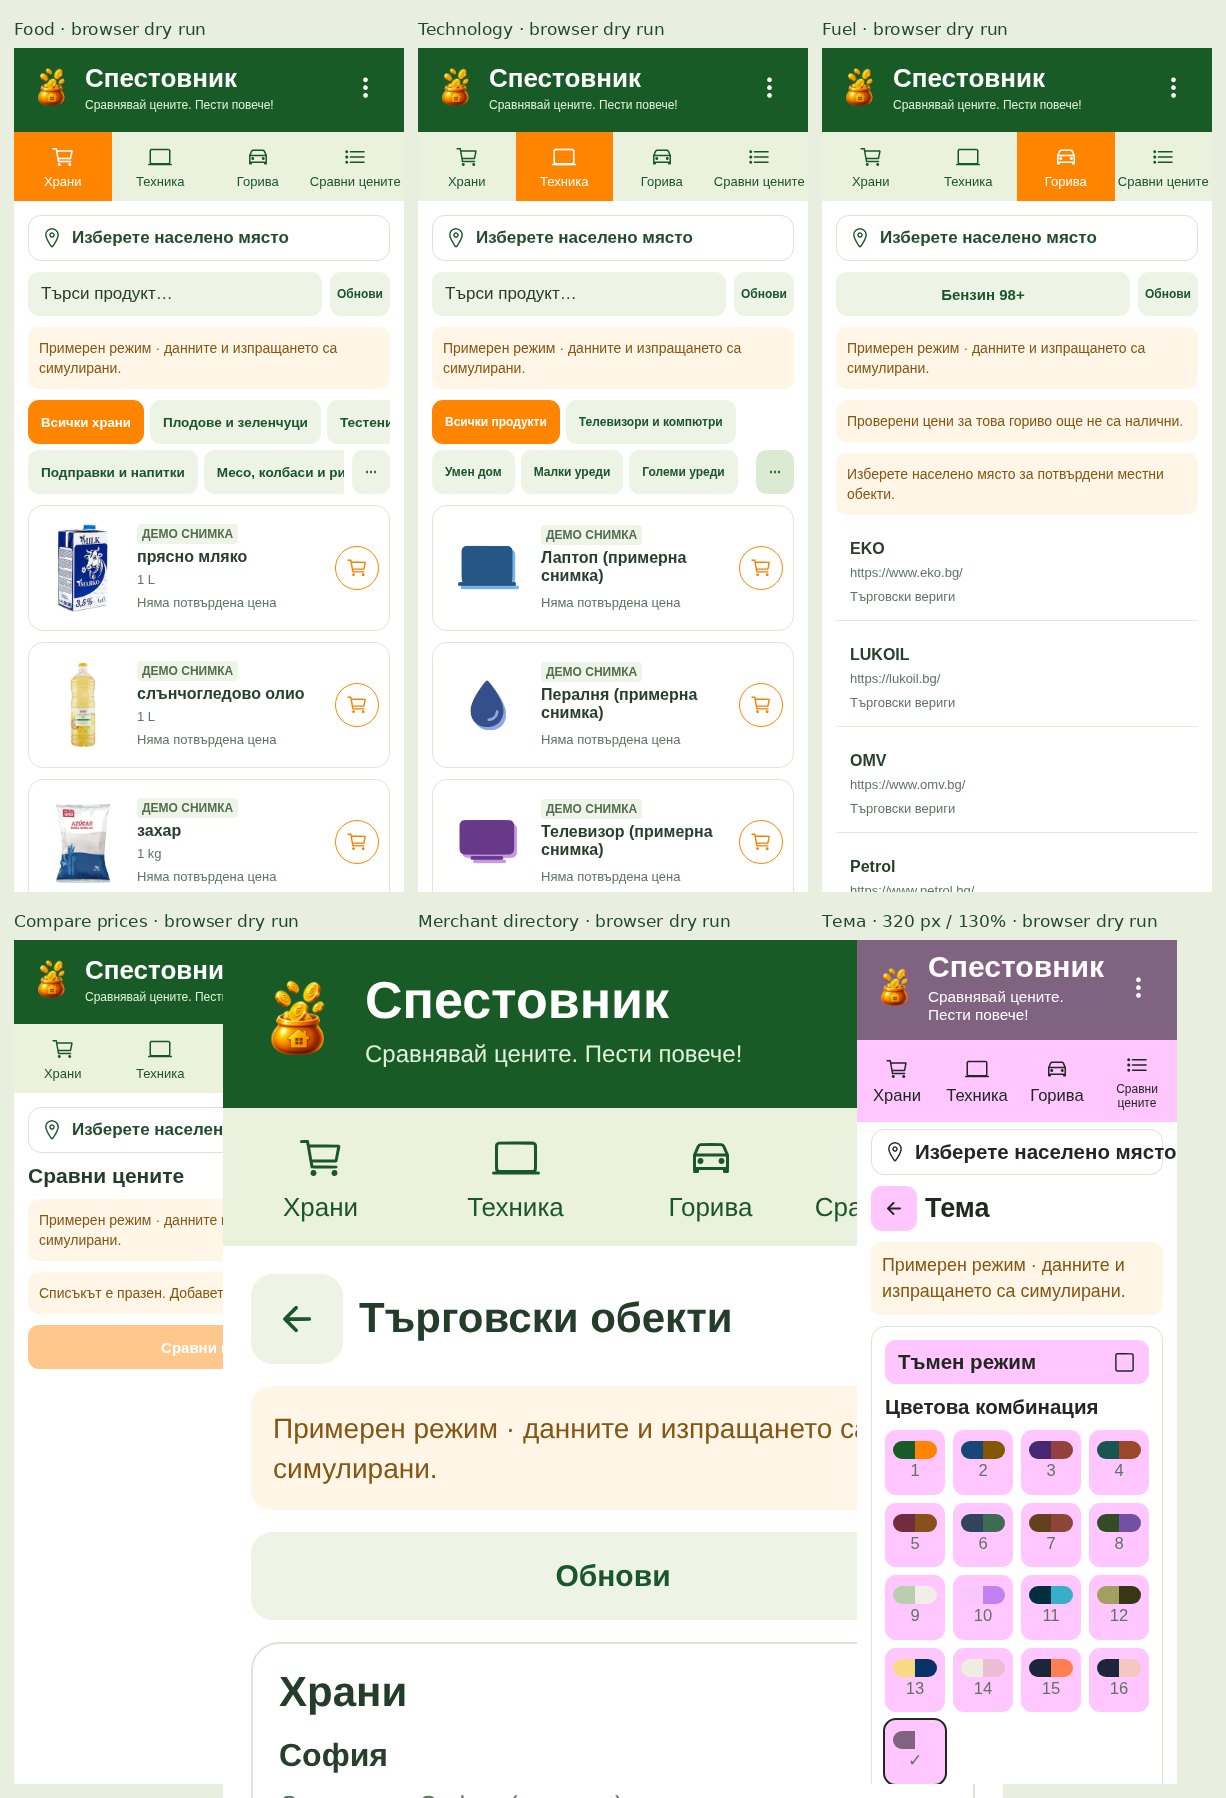 Food · browser dry run
Спестовник
Сравнявай цените. Пести повече!
Храни
Техника
Горива
Сравни цените
Изберете населено място
Търси продукт…
Обнови
Примерен режим · данните и изпращането са
симулирани.
Всички храни
Плодове и зеленчуци
Тестени
Подправки и напитки
Месо, колбаси и ри
...
MILK
МЛЯКО
3,5%
ДЕМО СНИМКА
прясно мляко
1 L
Няма потвърдена цена
ДЕМО СНИМКА
слънчогледово олио
1 L
Няма потвърдена цена
AZÚCAR
ДЕМО СНИМКА
захар
1 kg
Няма потвърдена цена
Technology · browser dry run
Спестовник
Сравнявай цените. Пести повече!
Храни
Техника
Горива
Сравни цените
Изберете населено място
Търси продукт…
Обнови
Примерен режим · данните и изпращането са
симулирани.
Всички продукти
Телевизори и компютри
Умен дом
Малки уреди
Големи уреди
...
ДЕМО СНИМКА
Лаптоп (примерна
снимка)
Няма потвърдена цена
ДЕМО СНИМКА
Пералня (примерна
снимка)
Няма потвърдена цена
ДЕМО СНИМКА
Телевизор (примерна
снимка)
Няма потвърдена цена
Fuel · browser dry run
Спестовник
Сравнявай цените. Пести повече!
Храни
Техника
Горива
Сравни цените
Изберете населено място
Бензин 98+
Обнови
Примерен режим · данните и изпращането са
симулирани.
Проверени цени за това гориво още не са налични.
Изберете населено място за потвърдени местни
обекти.
EKO
https://www.eko.bg/
Търговски вериги
LUKOIL
https://lukoil.bg/
Търговски вериги
OMV
https://www.omv.bg/
Търговски вериги
Petrol
https://www.petrol.bg/
Compare prices · browser dry run
Спестовни
Сравнявай цените. Пест
Храни
Техника
Изберете населен
Сравни цените
Примерен режим · данните
симулирани.
Списъкът е празен. Добавет
Сравни
Merchant directory · browser dry run
Спестовник
Сравнявай цените. Пести повече!
Храни
Техника
Горива
Сра
Търговски обекти
Примерен режим · данните и изпращането са
симулирани.
Обнови
Храни
София
Тема · 320 px / 130% · browser dry run
Спестовник
Сравнявай цените.
Пести повече!
Храни
Техника
Горива
Сравни
цените
Изберете населено място
Тема
Примерен режим · данните и
изпращането са симулирани.
Тъмен режим
Цветова комбинация
1
2
3
4
5
6
7
8
9
10
11
12
13
14
15
16
✓